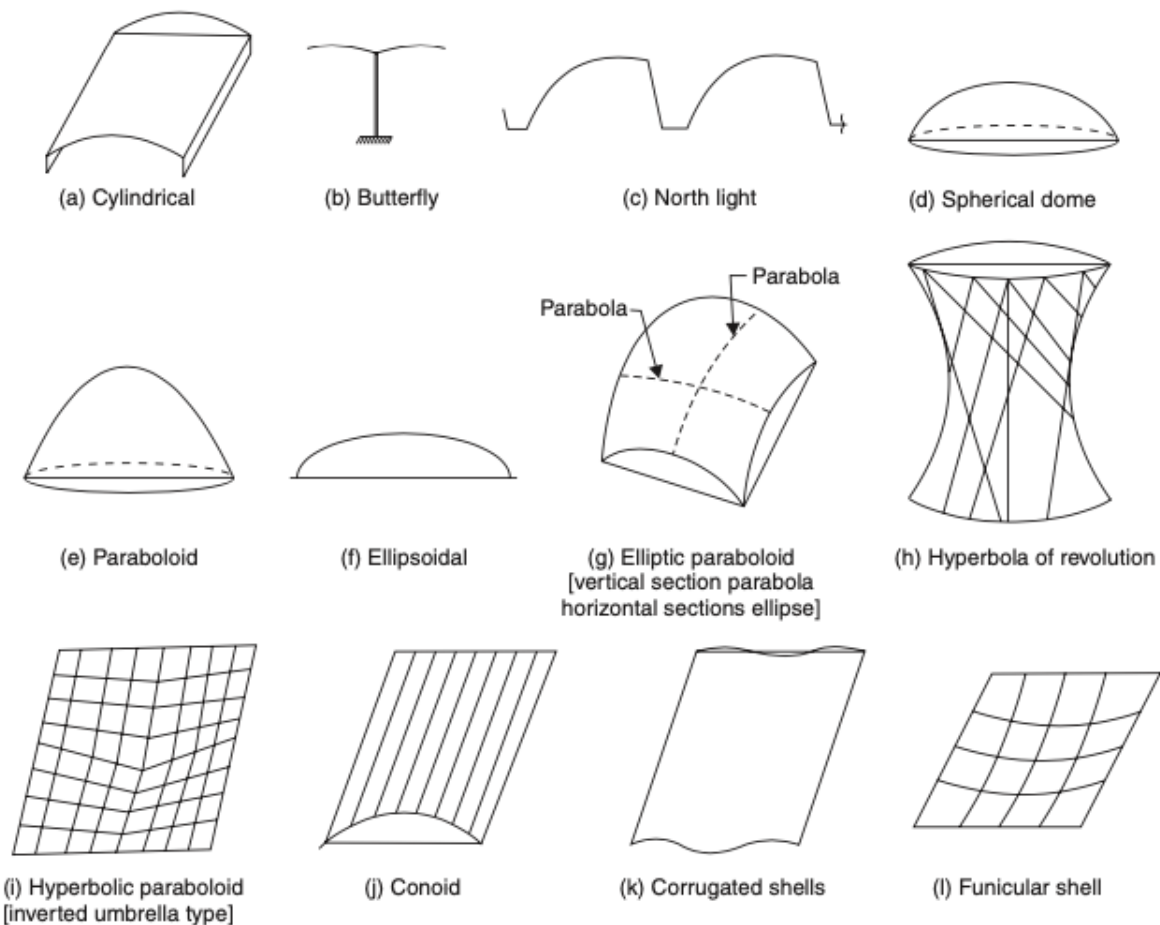 (a) Cylindrical
(b) Butterfly
(c) North light
(d) Spherical dome
Parabola
Parabola
(e) Paraboloid
(f) Ellipsoidal
(g) Elliptic paraboloid
[vertical section parabola
horizontal sections ellipse]
(h) Hyperbola of revolution
(i) Hyperbolic paraboloid
[inverted umbrella type]
(j) Conoid
(k) Corrugated shells
(l) Funicular shell